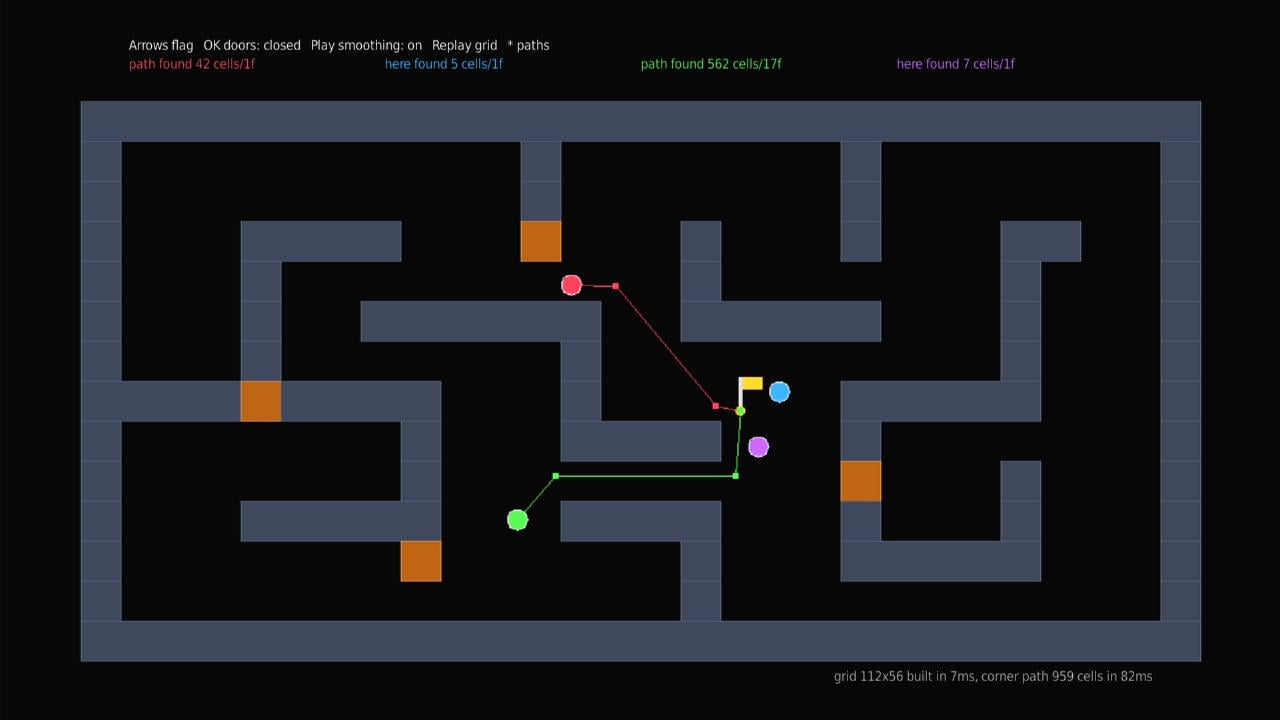 Arrows flag   OK doors: closed   Play smoothing: on   Replay grid   * paths
path found 42 cells/1f   here found 5 cells/1f   path found 562 cells/17f   here found 7 cells/1f
grid 112x56 built in 7ms, corner path 959 cells in 82ms